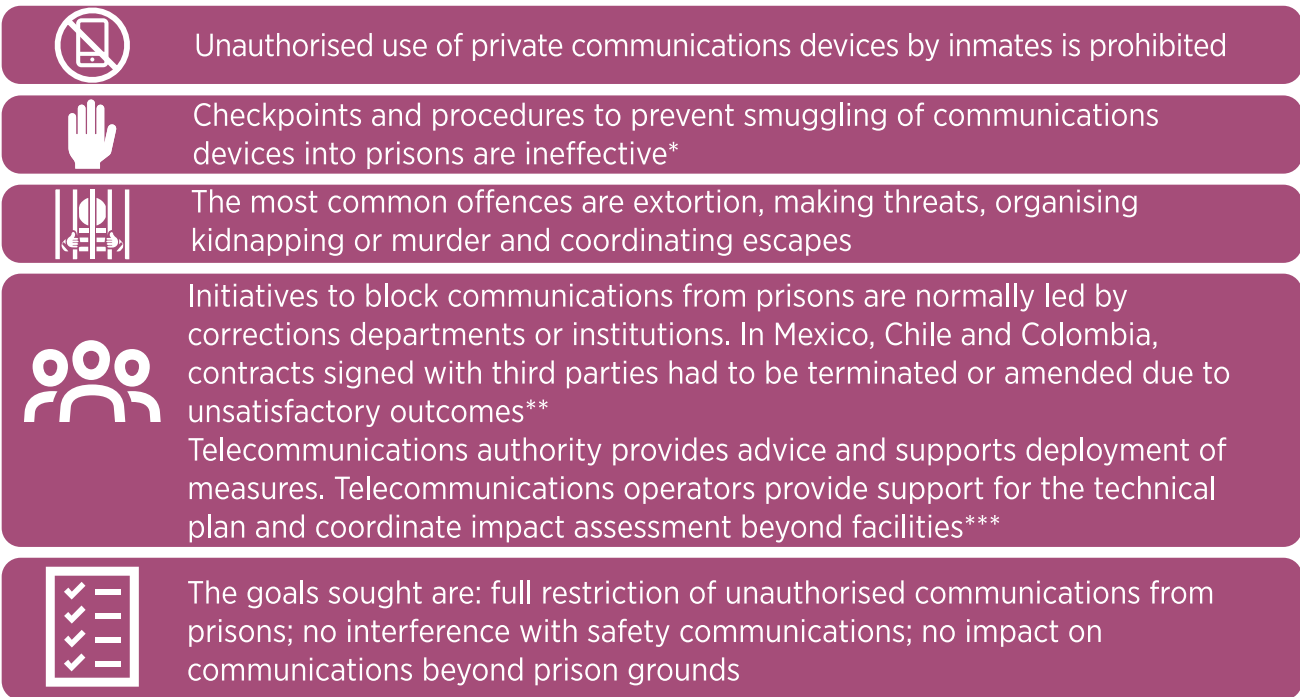 Unauthorised use of private communications devices by inmates is prohibited
Checkpoints and procedures to prevent smuggling of communications
devices into prisons are ineffective*
The most common offences are extortion, making threats, organising
kidnapping or murder and coordinating escapes
Initiatives to block communications from prisons are normally led by
corrections departments or institutions. In Mexico, Chile and Colombia,
contracts signed with third parties had to be terminated or amended due to
unsatisfactory outcomes**
Telecommunications authority provides advice and supports deployment of
measures. Telecommunications operators provide support for the technical
plan and coordinate impact assessment beyond facilities***
The goals sought are: full restriction of unauthorised communications from
prisons; no interference with safety communications; no impact on
communications beyond prison grounds